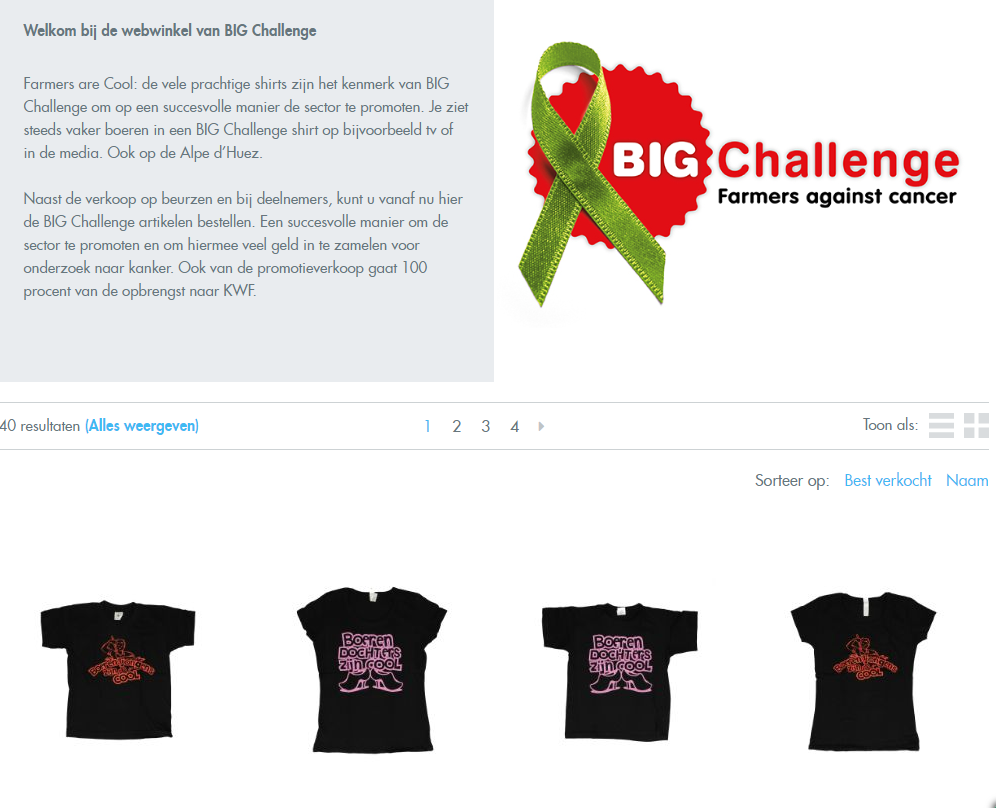 Welkom bij de webwinkel van BIG Challenge
Farmers are Cool: de vele prachtige shirts zijn het kenmerk van BIG
Challenge om op een succesvolle manier de sector te promoten. Je ziet
steeds vaker boeren in een BIG Challenge shirt op bijvoorbeeld tv of
in de media. Ook op de Alpe d'Huez.
Naast de verkoop op beurzen en bij deelnemers, kunt u vanaf nu hier
de BIG Challenge artikelen bestellen. Een succesvolle manier om de
sector te promoten en om hiermee veel geld in te zamelen voor
onderzoek naar kanker. Ook van de promotieverkoop gaat 100
procent van de opbrengst naar KWF.
BIG Challenge
Farmers against cancer
40 resultaten (Alles weergeven)
1 2 3 4
Toon als:
Sorteer op: Best verkocht Naam
COOL
Boeren
DOCHTERS
zijn COOL
Boeren
DOCHTERS
zijn COOL
COOL